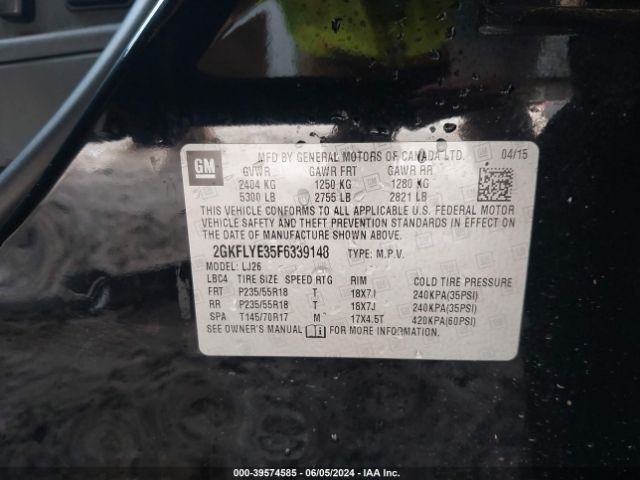 GM
MFD BY GENERAL MOTORS OF CANADA LTD. 04/15
GVWR GAWR FRT GAWR RR
2404 KG 1250 KG 1280 KG
5300 LB 2755 LB 2821 LB
THIS VEHICLE CONFORMS TO ALL APPLICABLE U.S. FEDERAL MOTOR
VEHICLE SAFETY AND THEFT PREVENTION STANDARDS IN EFFECT ON
THE DATE OF MANUFACTURE SHOWN ABOVE.
2GKFLYE35F6339148 TYPE: M.P.V.
MODEL: LJ26
LBC4 TIRE SIZE SPEED RTG RIM COLD TIRE PRESSURE
FRT P235/55R18 T 18X7J 240KPA(35PSI)
RR P235/55R18 T 18X7J 240KPA(35PSI)
SPA T145/70R17 M 17X4.5T 420KPA(60PSI)
SEE OWNER'S MANUAL FOR MORE INFORMATION.
000-39574585 - 06/05/2024 - IAA Inc.